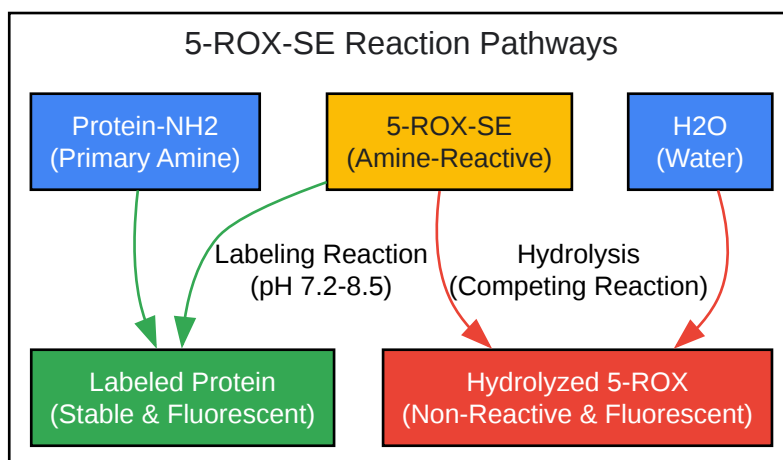 5-ROX-SE Reaction Pathways
Protein-NH2
(Primary Amine)
5-ROX-SE
(Amine-Reactive)
H2O
(Water)
Labeling Reaction
(pH 7.2-8.5)
Hydrolysis
(Competing Reaction)
Labeled Protein
(Stable & Fluorescent)
Hydrolyzed 5-ROX
(Non-Reactive & Fluorescent)